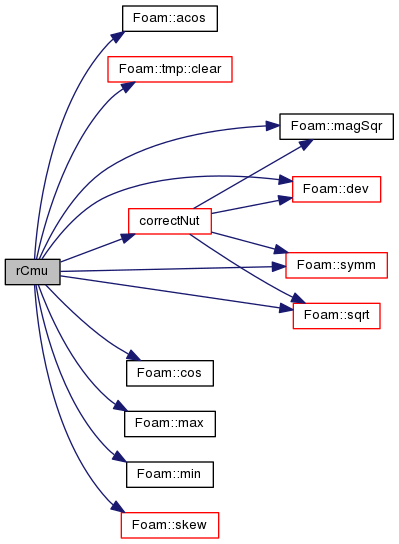 Foam::acos
Foam::tmp::clear
Foam::magSqr
Foam::dev
correctNut
Foam::symm
rCmu
Foam::sqrt
Foam::cos
Foam::max
Foam::min
Foam::skew